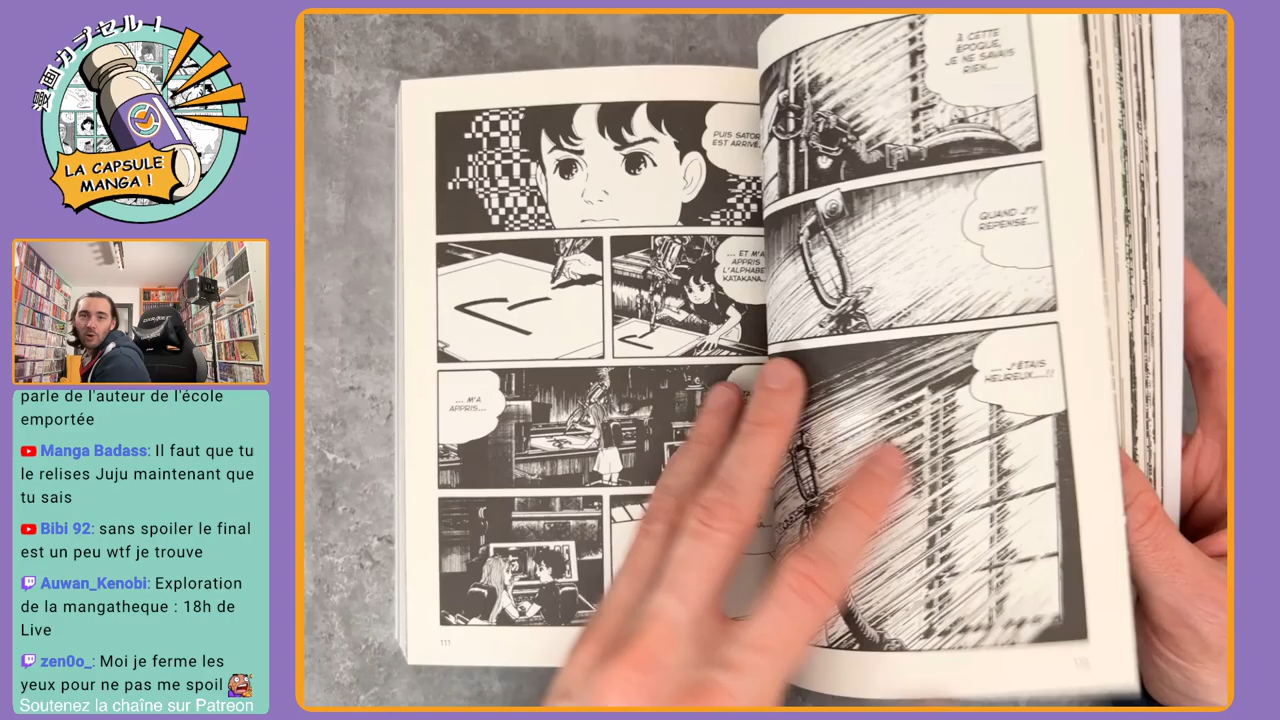 漫画カプセル!
LA CAPSULE
MANGA !
parle de l'auteur de l'école
emportée
Manga Badass: Il faut que tu
le relises Juju maintenant que
tu sais
Bibi 92: sans spoiler le final
est un peu wtf je trouve
Auwan_Kenobi: Exploration
de la mangatheque : 18h de
Live
zen0o_: Moi je ferme les
yeux pour ne pas me spoil
Soutenez la chaîne sur Patreon
PUIS SATOR
EST ARRIVÉ,
... ET M'A
APPRIS
L'ALPHABE
KATAKANA...
... M'A
APPRIS...
111
À CETTE
ÉPOQUE,
JE NE SAVAIS
RIEN...
QUAND J'Y
REPENSE...
... J'ÉTAIS
HEUREUX...!!